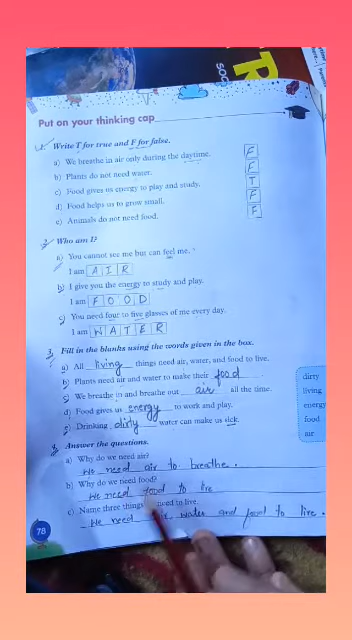 Put on your thinking cap
1. Write T for true and F for false.
a) We breathe in air only during the daytime. F
b) Plants do not need water. F
c) Food gives us energy to play and study. T
d) Food helps us to grow small. F
e) Animals do not need food. F
2. Who am I?
a) You cannot see me but can feel me.
I am A I R
b) I give you the energy to study and play.
I am F O O D
c) You need four to five glasses of me every day.
I am W A T E R
3. Fill in the blanks using the words given in the box.
a) All living things need air, water, and food to live.
b) Plants need air and water to make their food
c) We breathe in and breathe out air all the time.
d) Food gives us energy to work and play.
e) Drinking dirty water can make us sick.
dirty
living
energy
food
air
4. Answer the questions.
a) Why do we need air?
We need air to breathe.
b) Why do we need food?
We need food to live
c) Name three things need to live.
We need water and food to live.
78